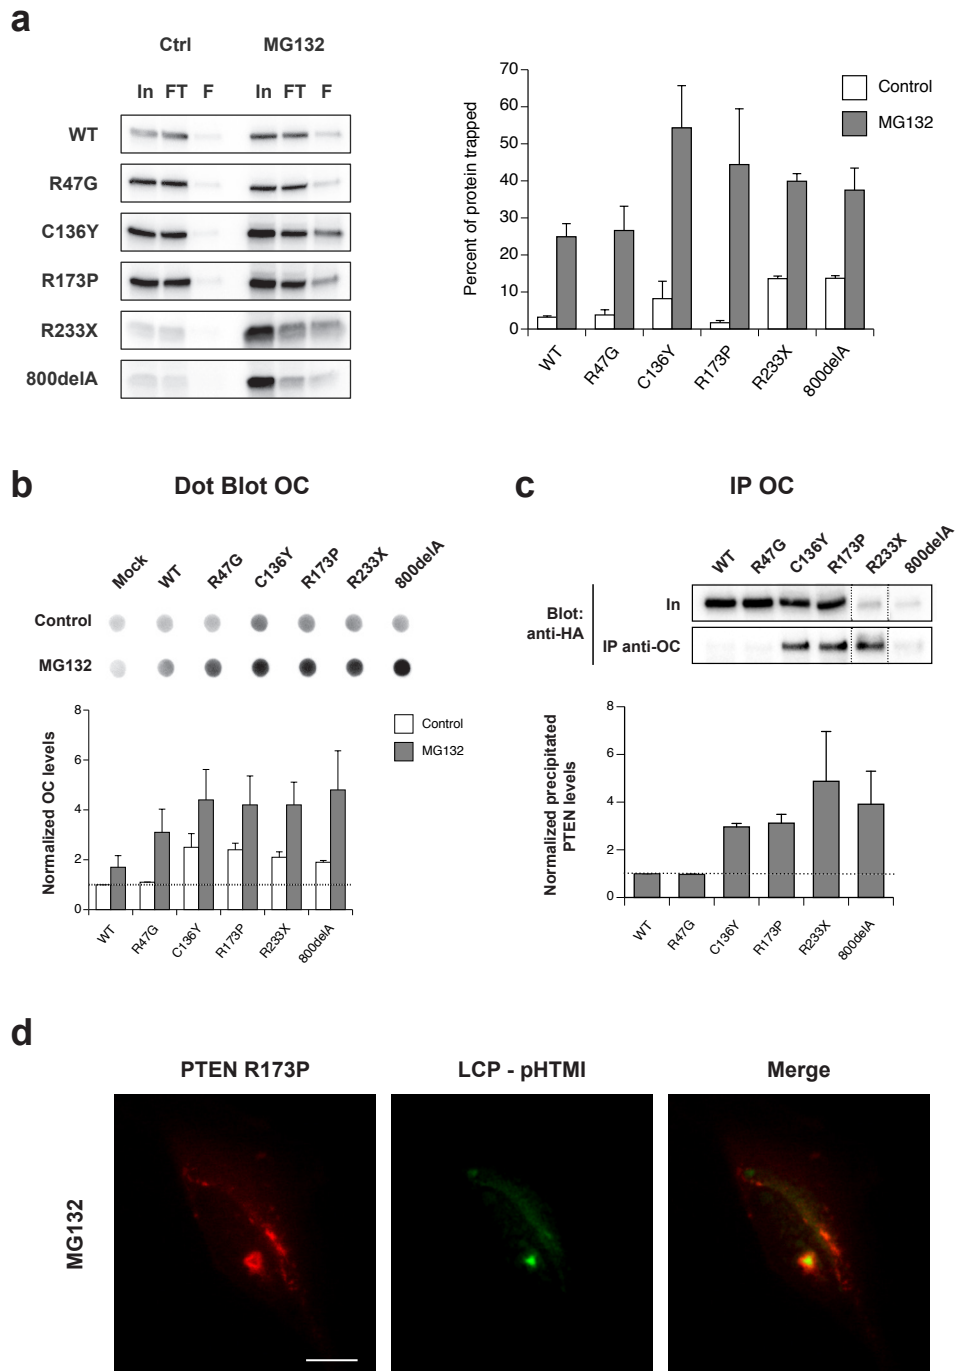 a
Ctrl MG132
In FT F In FT F
WT
R47G
C136Y
R173P
R233X
800delA
Percent of protein trapped
70
60
50
40
30
20
10
0
Control
MG132
WT R47G C136Y R173P R233X 800delA
b
Dot Blot OC
Mock WT R47G C136Y R173P R233X 800delA
Control
MG132
Normalized OC levels
8
6
4
2
0
Control
MG132
WT R47G C136Y R173P R233X 800delA
c
IP OC
WT R47G C136Y R173P R233X 800delA
Blot:
anti-HA
In
IP anti-OC
Normalized precipitated
PTEN levels
8
6
4
2
0
WT R47G C136Y R173P R233X 800delA
d
PTEN R173P LCP - pHTMI Merge
MG132